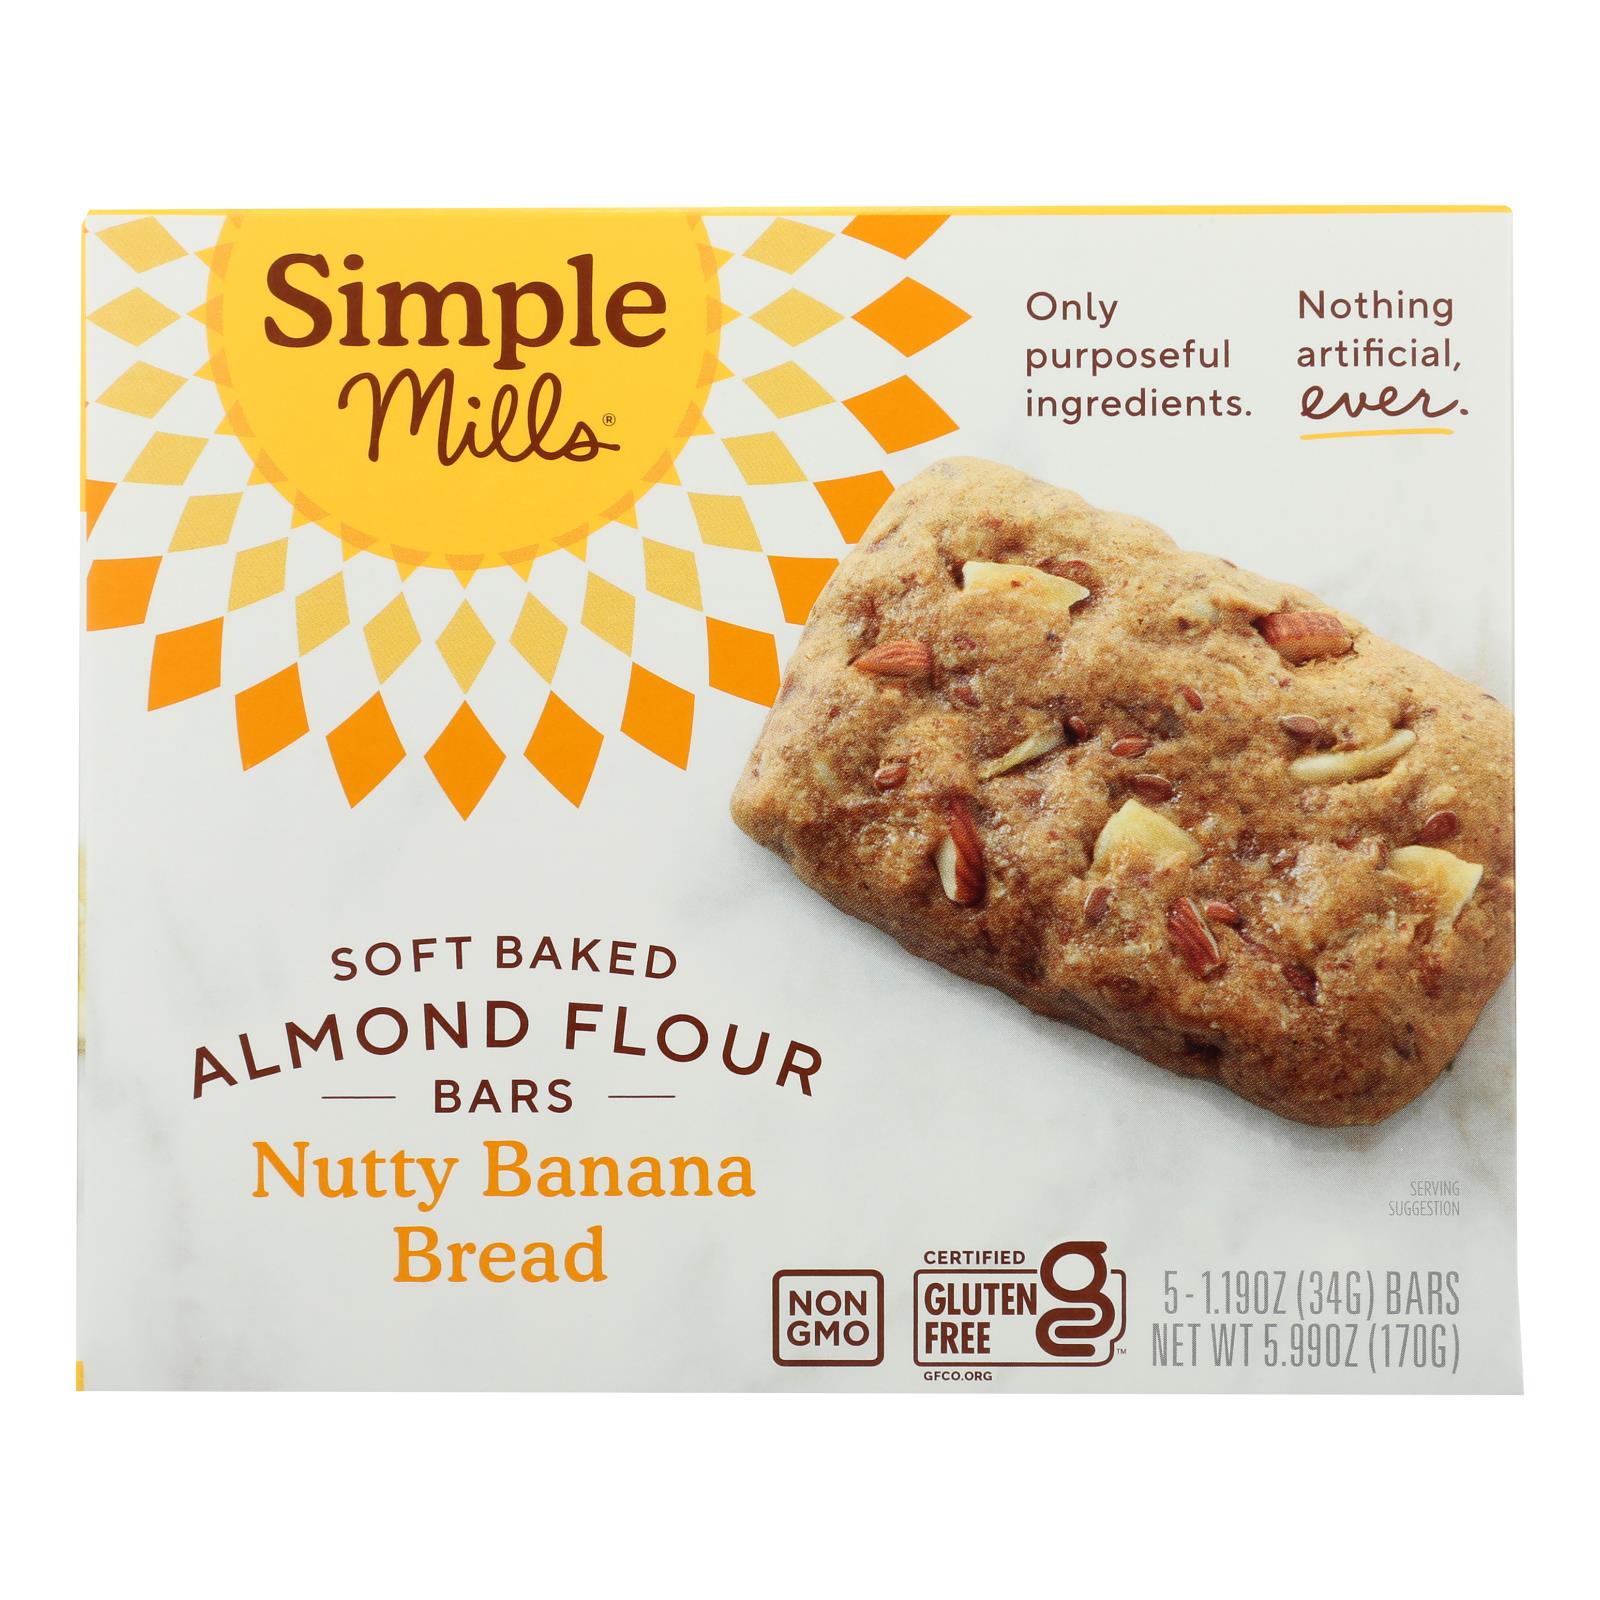 Simple
Mills®
Only
purposeful
ingredients.
Nothing
artificial,
ever.
SOFT BAKED
ALMOND FLOUR
BARS
Nutty Banana
Bread
SERVING
SUGGESTION
NON
GMO
CERTIFIED
GLUTEN
FREE
g
™
GFCO.ORG
5-1.19OZ (34G) BARS
NET WT 5.99OZ (170G)